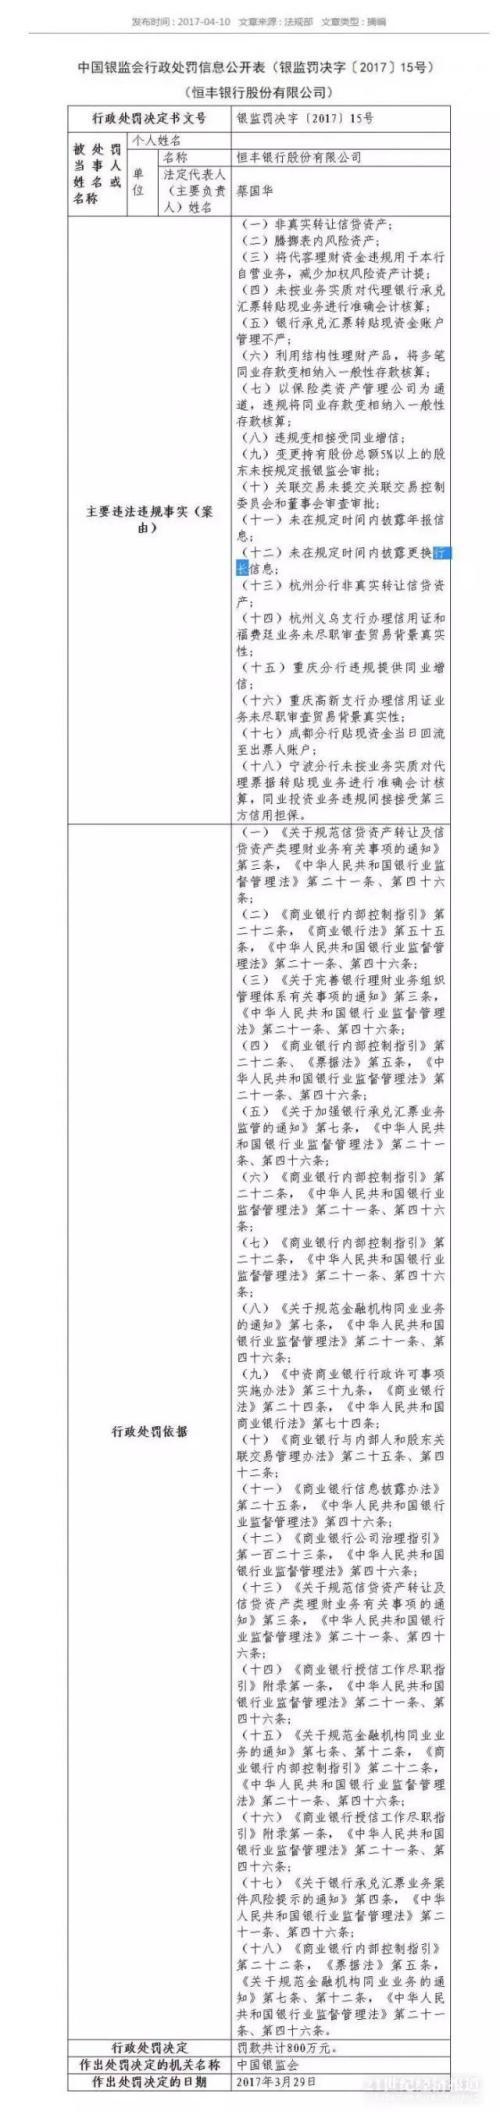 发布时间：2017-04-10 文章来源：法规部 文章类型：摘编
中国银监会行政处罚信息公开表（银监罚决字〔2017〕15号）
（恒丰银行股份有限公司）
行政处罚决定书文号
银监罚决字〔2017〕15号
被处罚
当事人
姓名或
名称
个人姓名
单
位
名称
恒丰银行股份有限公司
法定代表人
（主要负责
人）姓名
蔡国华
主要违法违规事实（案
由）
（一）非真实转让信贷资产；
（二）腾挪表内风险资产；
（三）将代客理财资金违规用于本行
自营业务，减少加权风险资产计提；
（四）未按业务实质对代理银行承兑
汇票转贴现业务进行准确会计核算；
（五）银行承兑汇票转贴现资金账户
管理不严；
（六）利用结构性理财产品，将多笔
同业存款变相纳入一般性存款核算；
（七）以保险类资产管理公司为通
道，违规将同业存款变相纳入一般性
存款核算；
（八）违规变相接受同业增信；
（九）变更持有股份总额5%以上的股
东未按规定报银监会审批；
（十）关联交易未提交关联交易控制
委员会和董事会审查审批；
（十一）未在规定时间内披露年报信
息；
（十二）未在规定时间内披露更换行
长信息；
（十三）杭州分行非真实转让信贷资
产；
（十四）杭州义乌支行办理信用证和
福费廷业务未尽职审查贸易背景真实
性；
（十五）重庆分行违规提供同业增
信；
（十六）重庆高新支行办理信用证业
务未尽职审查贸易背景真实性；
（十七）成都分行贴现资金当日回流
至出票人账户；
（十八）宁波分行未按业务实质对代
理票据转贴现业务进行准确会计核
算，同业投资业务违规间接接受第三
方信用担保。
行政处罚依据
（一）《关于规范信贷资产转让及信
贷资产类理财业务有关事项的通知》
第三条，《中华人民共和国银行业监
督管理法》第二十一条、第四十六
条；
（二）《商业银行内部控制指引》第
二十二条，《商业银行法》第五十五
条，《中华人民共和国银行业监督管
理法》第二十一条、第四十六条；
（三）《关于完善银行理财业务组织
管理体系有关事项的通知》第三条，
《中华人民共和国银行业监督管理
法》第二十一条、第四十六条；
（四）《商业银行内部控制指引》第
二十二条、《票据法》第五条，《中
华人民共和国银行业监督管理法》第
二十一条、第四十六条；
（五）《关于加强银行承兑汇票业务
监管的通知》第七条，《中华人民共
和国银行业监督管理法》第二十一
条、第四十六条；
（六）《商业银行内部控制指引》第
二十二条，《中华人民共和国银行业
监督管理法》第二十一条、第四十六
条；
（七）《商业银行内部控制指引》第
二十二条，《中华人民共和国银行业
监督管理法》第二十一条、第四十六
条；
（八）《关于规范金融机构同业业务
的通知》第七条，《中华人民共和国
银行业监督管理法》第二十一条、第
四十六条；
（九）《中资商业银行行政许可事项
实施办法》第三十九条，《商业银行
法》第二十四条，《中华人民共和国
商业银行法》第七十四条；
（十）《商业银行与内部人和股东关
联交易管理办法》第二十五条、第四
十二条；
（十一）《商业银行信息披露办法》
第二十五条，《中华人民共和国银行
业监督管理法》第四十六条；
（十二）《商业银行公司治理指引》
第一百二十三条，《中华人民共和国
银行业监督管理法》第四十六条；
（十三）《关于规范信贷资产转让及
信贷资产类理财业务有关事项的通
知》第三条，《中华人民共和国银行
业监督管理法》第二十一条、第四十
六条；
（十四）《商业银行授信工作尽职指
引》附录第一条，《中华人民共和国
银行业监督管理法》第二十一条、第
四十六条；
（十五）《关于规范金融机构同业业
务的通知》第七条、第十二条，《商
业银行内部控制指引》第二十二条，
《中华人民共和国银行业监督管理
法》第二十一条、第四十六条；
（十六）《商业银行授信工作尽职指
引》附录第一条，《中华人民共和国
银行业监督管理法》第二十一条、第
四十六条；
（十七）《关于银行承兑汇票业务案
件风险提示的通知》第四条，《中华
人民共和国银行业监督管理法》第二
十一条、第四十六条；
（十八）《商业银行内部控制指引》
第二十二条，《票据法》第五条，
《关于规范金融机构同业业务的通
知》第七条、第十二条，《中华人民
共和国银行业监督管理法》第二十一
条、第四十六条。
行政处罚决定
罚款共计800万元。
作出处罚决定的机关名称
中国银监会
作出处罚决定的日期
2017年3月29日
21世纪经济报道